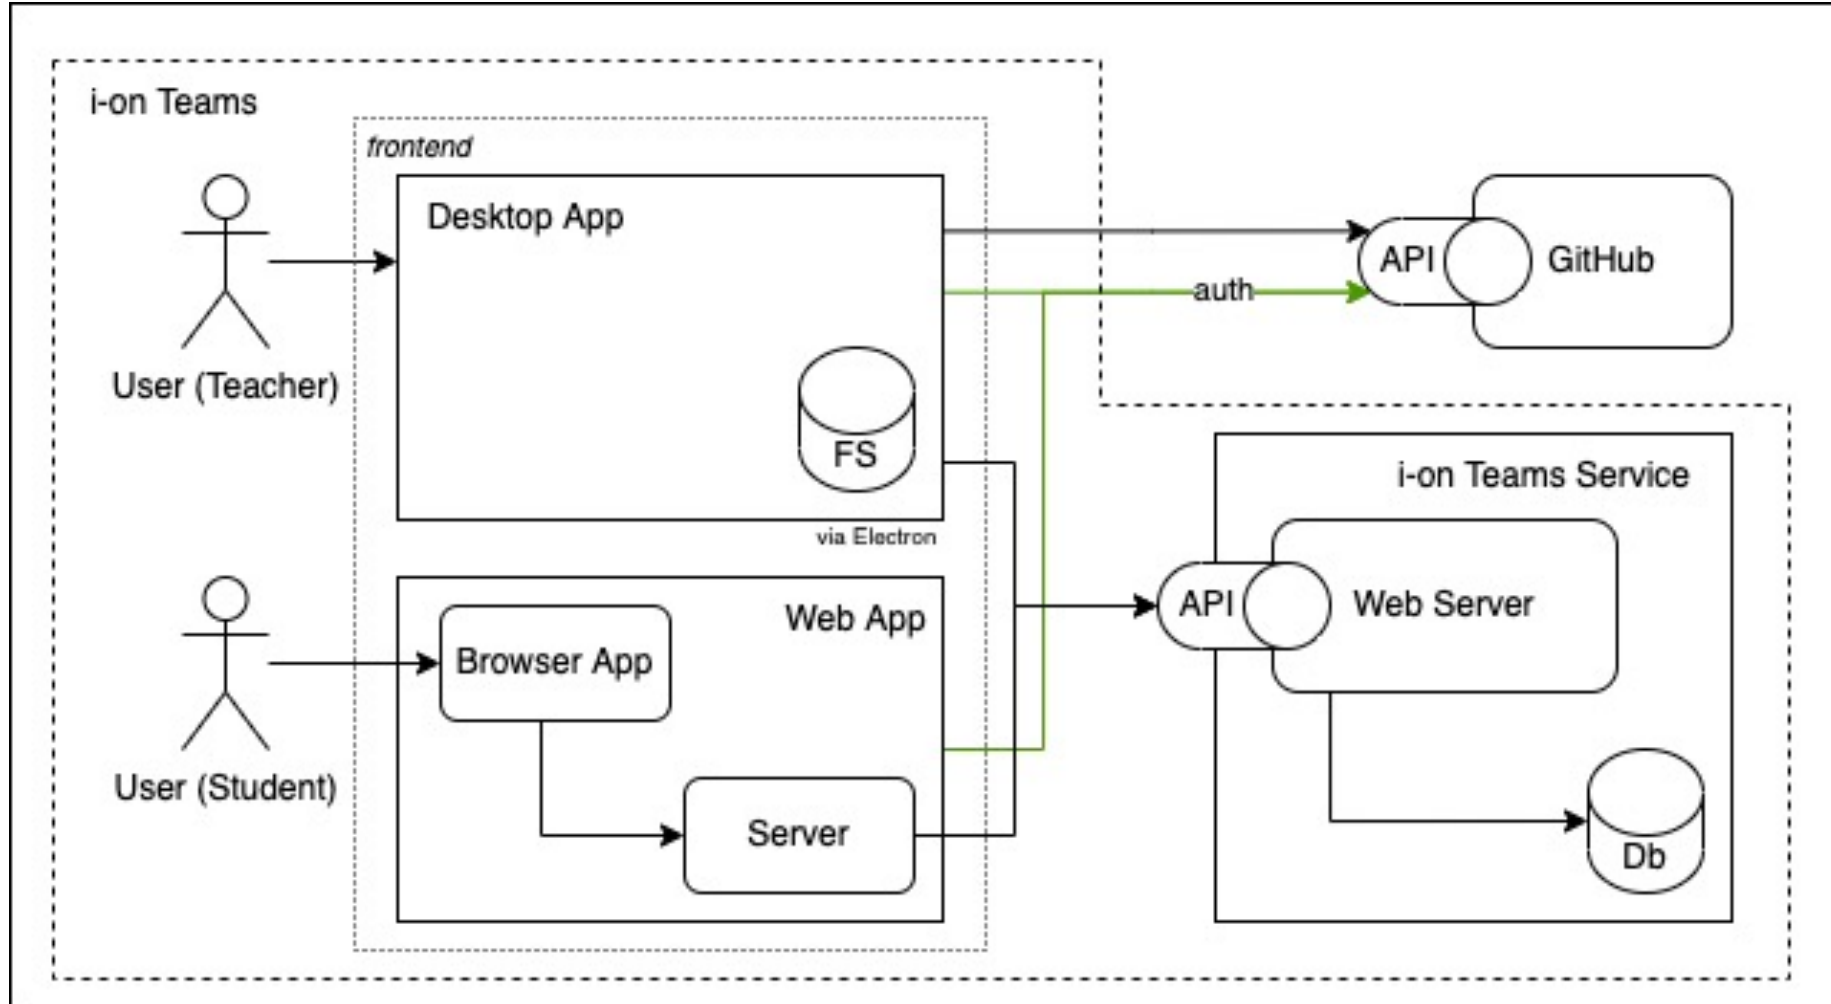 i-on Teams
frontend
Desktop App
API
GitHub
auth
User (Teacher)
FS
i-on Teams Service
via Electron
Web App
API
Web Server
Browser App
User (Student)
Server
Db